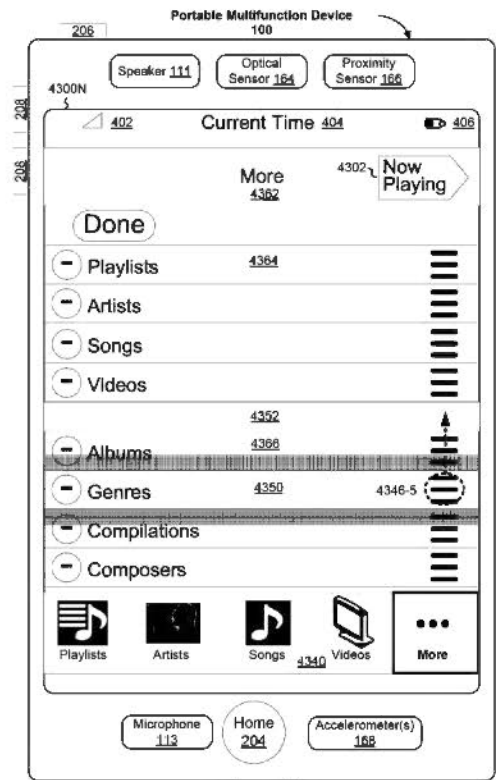 Portable Multifunction Device
100
206
Speaker 111
Optical
Sensor 164
Proximity
Sensor 166
4300N
208
208
402
Current Time 404
406
More
4362
4302
Now
Playing
Done
Playlists
4364
Artists
Songs
Videos
4352
Albums
4366
Genres
4350
4346-5
Compilations
Composers
Playlists
Artists
Songs
4340
Videos
More
Microphone
113
Home
204
Accelerometer(s)
168